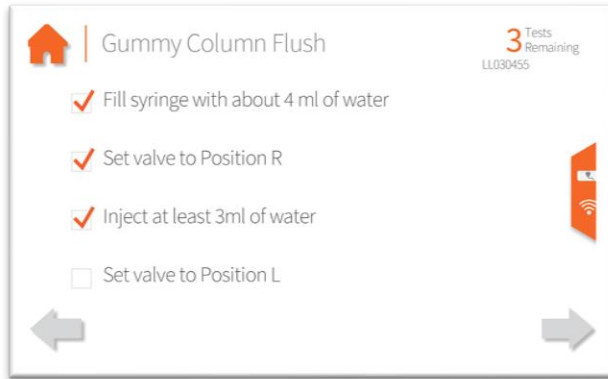 Gummy Column Flush
3 Tests Remaining
LL030455
Fill syringe with about 4 ml of water
Set valve to Position R
Inject at least 3ml of water
Set valve to Position L